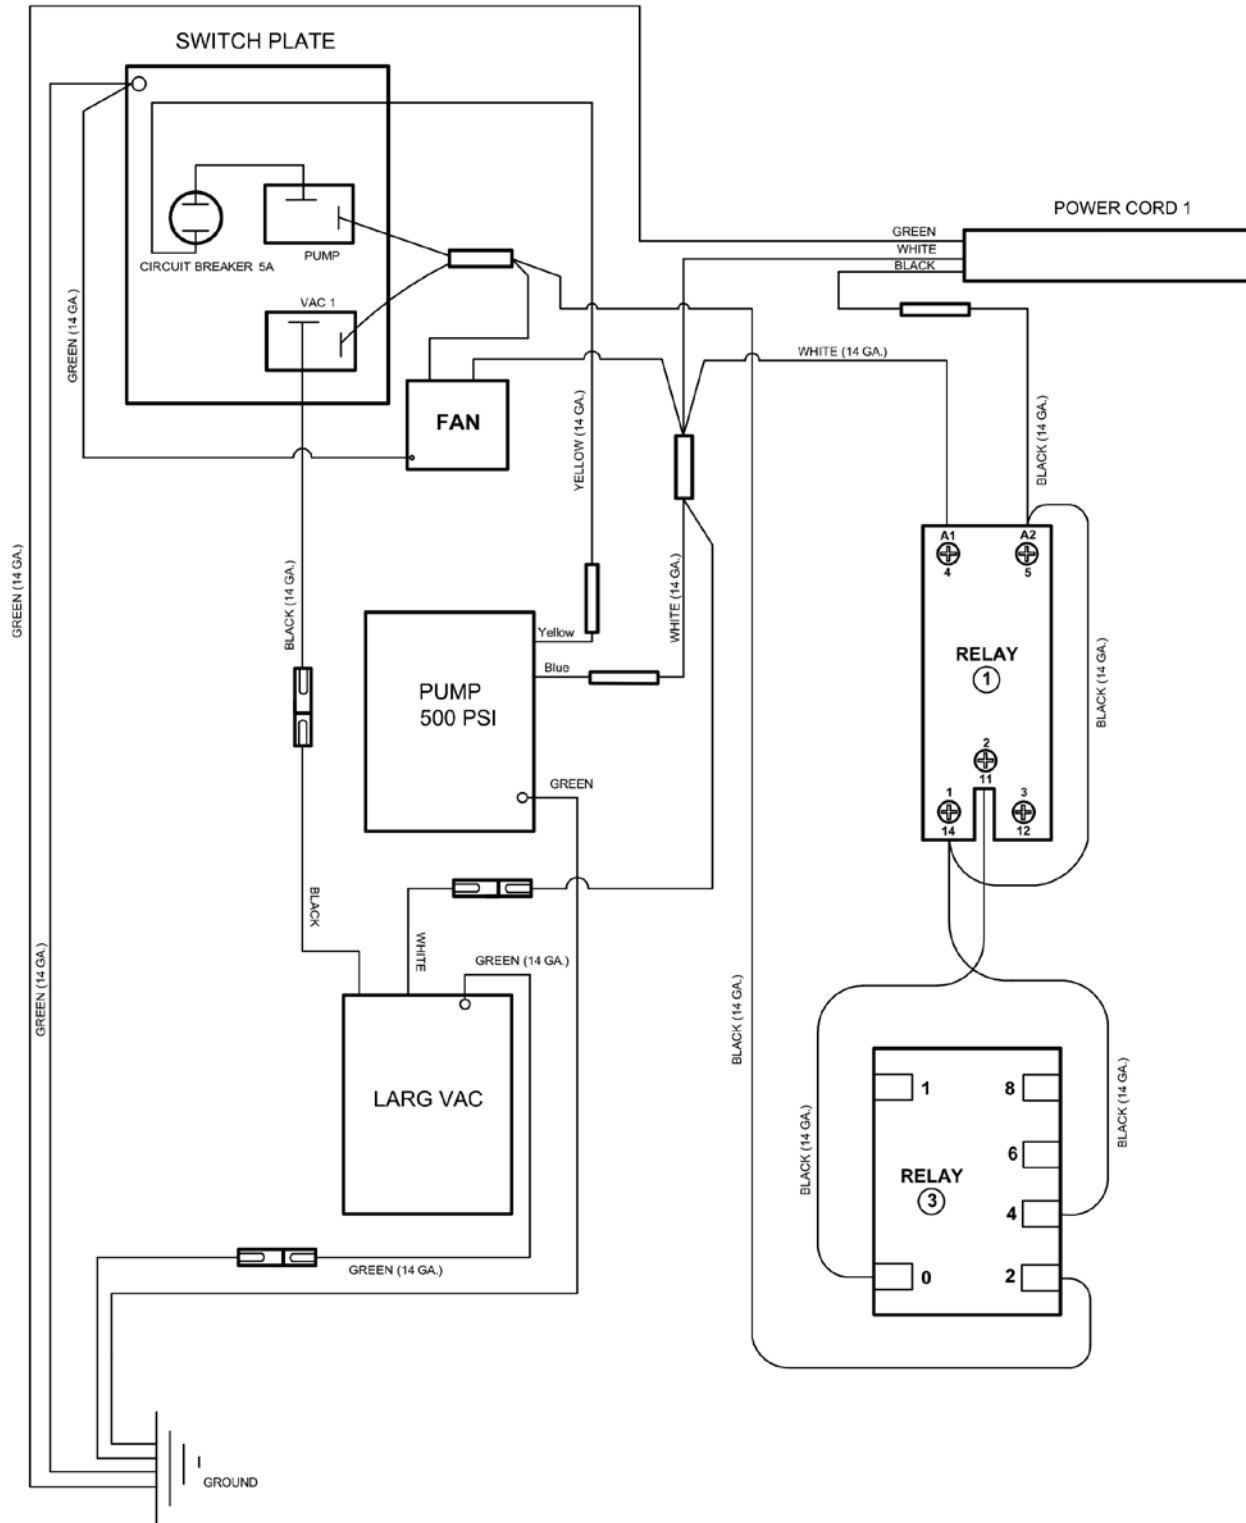 SWITCH PLATE
POWER CORD 1
GREEN
WHITE
BLACK
CIRCUIT BREAKER 5A
PUMP
VAC 1
GREEN (14 GA.)
WHITE (14 GA.)
FAN
YELLOW (14 GA.)
BLACK (14 GA.)
GREEN (14 GA.)
BLACK (14 GA.)
WHITE (14 GA.)
A1
A2
4
5
Yellow
Blue
RELAY
1
BLACK (14 GA.)
PUMP
500 PSI
2
11
GREEN
1
3
14
12
BLACK
WHITE
GREEN (14 GA.)
GREEN (14 GA.)
BLACK (14 GA.)
LARG VAC
1
8
6
RELAY
3
4
BLACK (14 GA.)
BLACK (14 GA.)
0
2
GREEN (14 GA.)
GROUND